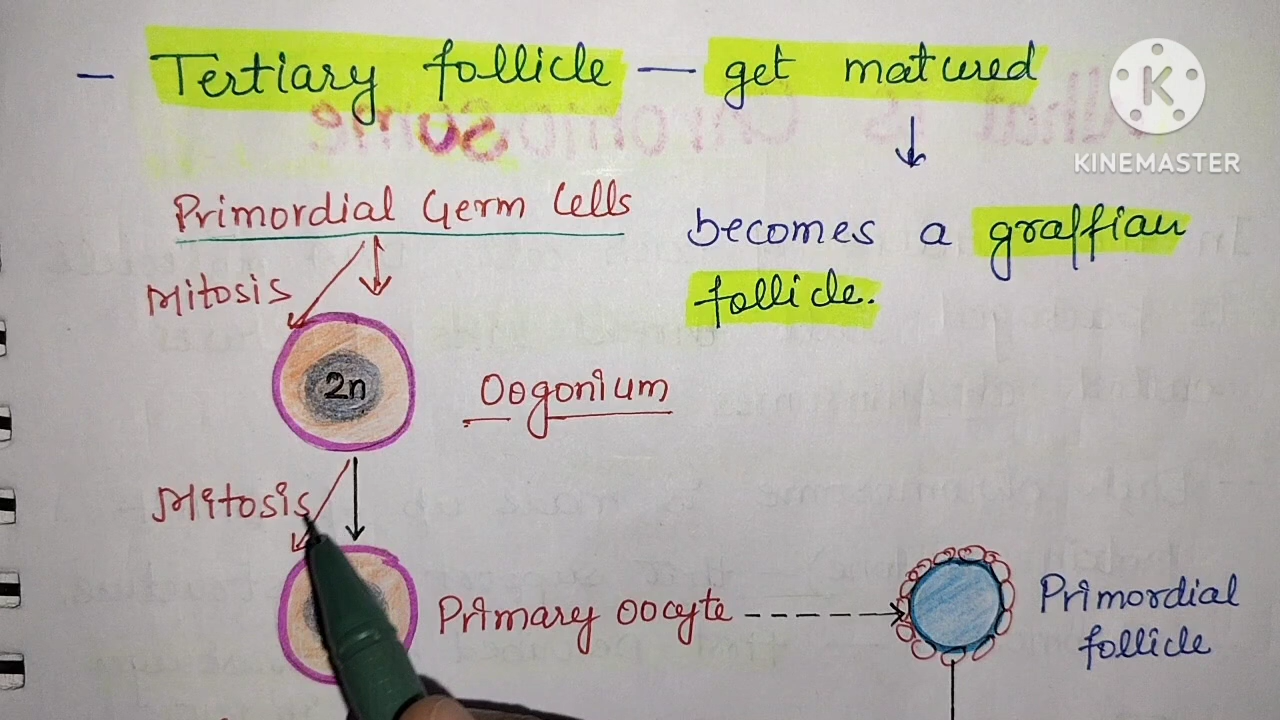 - Tertiary follicle - get matured
KINEMASTER
Primordial Germ Cells
becomes a graffian
follicle.
Mitosis
2n
Oogonium
Mitosis
Primary oocyte
Primordial
follicle